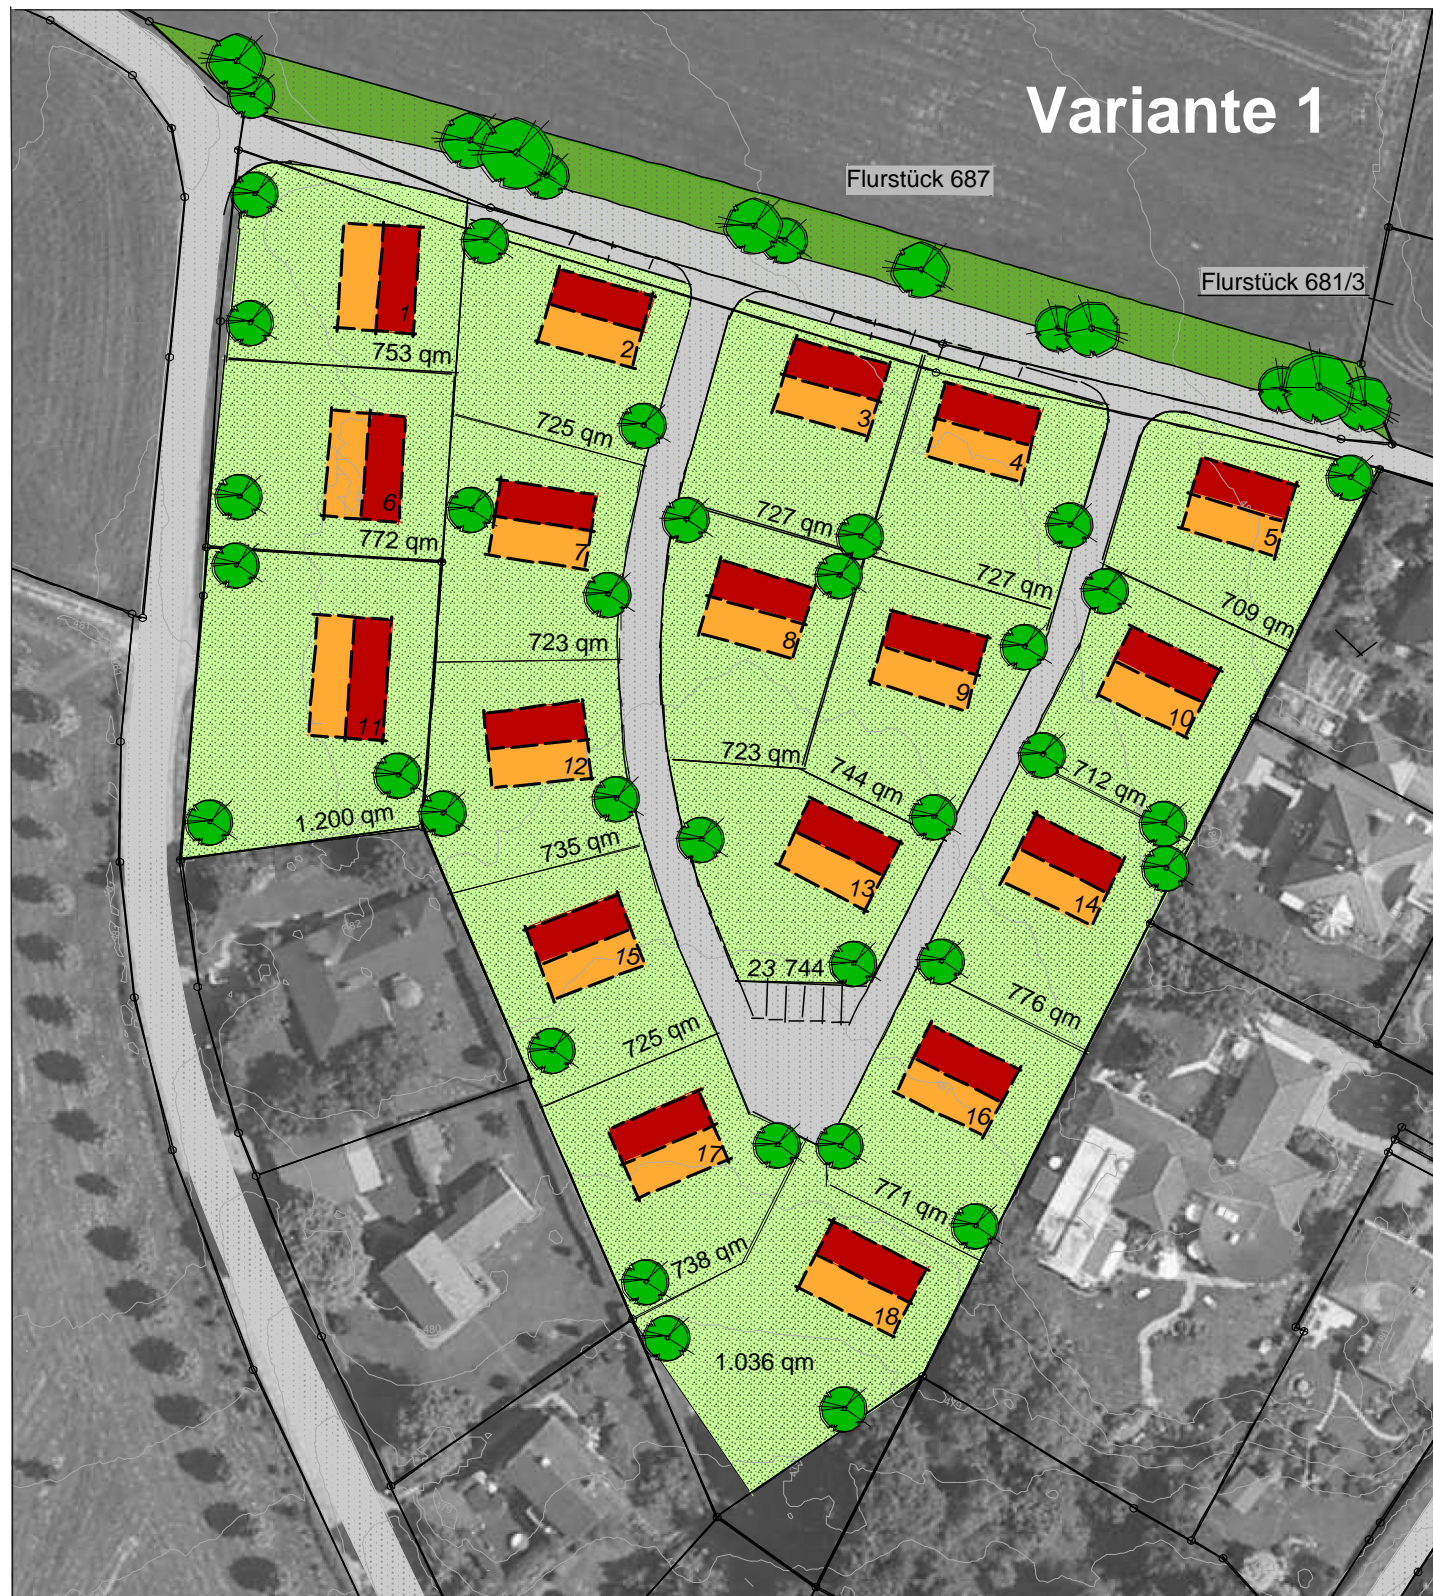 Variante 1
Flurstück 687
Flurstück 681/3
1
753 qm
2
725 qm
3
727 qm
4
727 qm
5
709 qm
6
772 qm
7
723 qm
8
723 qm
9
744 qm
10
712 qm
11
1.200 qm
12
735 qm
13
23 744
14
776 qm
15
725 qm
16
771 qm
17
738 qm
18
1.036 qm
482
480